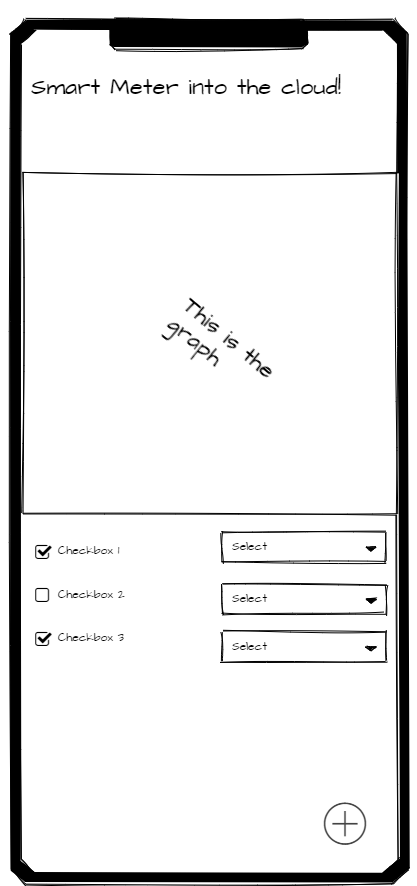 Smart Meter into the cloud!
This is the
graph
Checkbox 1
Select
Checkbox 2
Select
Checkbox 3
Select